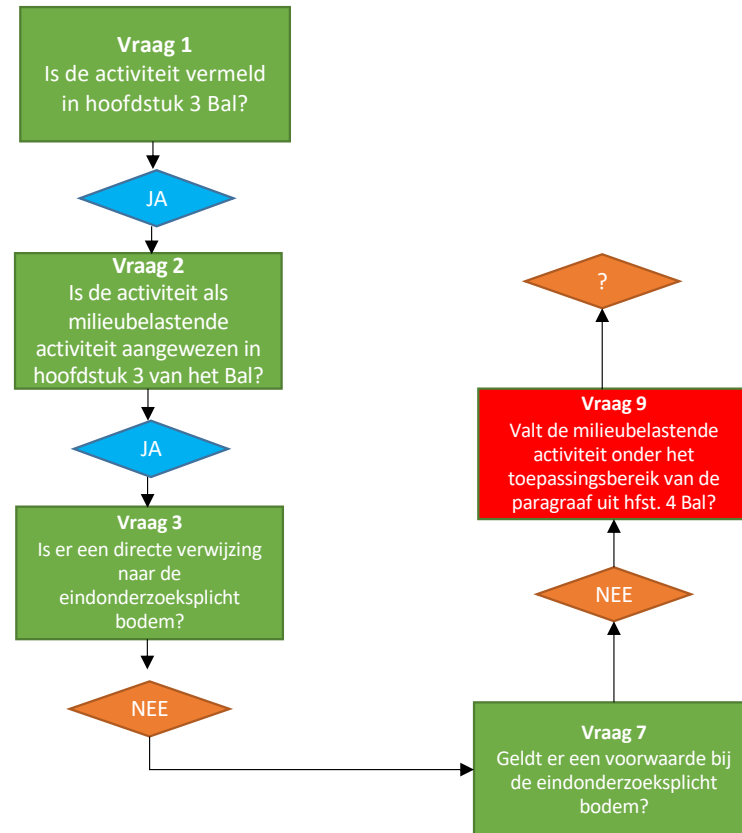 Vraag 1
Is de activiteit vermeld
in hoofdstuk 3 Bal?
JA
Vraag 2
Is de activiteit als
milieubelastende
activiteit aangewezen in
hoofdstuk 3 van het Bal?
JA
Vraag 3
Is er een directe verwijzing
naar de
eindonderzoeksplicht
bodem?
NEE
Vraag 7
Geldt er een voorwaarde bij
de eindonderzoeksplicht
bodem?
NEE
Vraag 9
Valt de milieubelastende
activiteit onder het
toepassingsbereik van de
paragraaf uit hfst. 4 Bal?
?